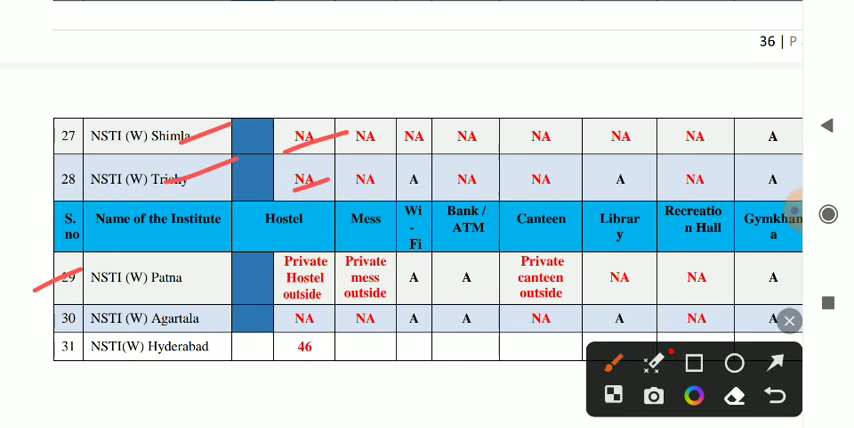 36 | P
27 NSTI (W) Shimla NA NA NA NA NA NA NA A
28 NSTI (W) Trichy NA NA A NA NA A NA A
S. no Name of the Institute Hostel Mess Wi - Fi Bank / ATM Canteen Librar y Recreatio n Hall Gymkhan a
29 NSTI (W) Patna Private Hostel outside Private mess outside A A Private canteen outside NA NA A
30 NSTI (W) Agartala NA NA A A NA A NA A
31 NSTI(W) Hyderabad 46